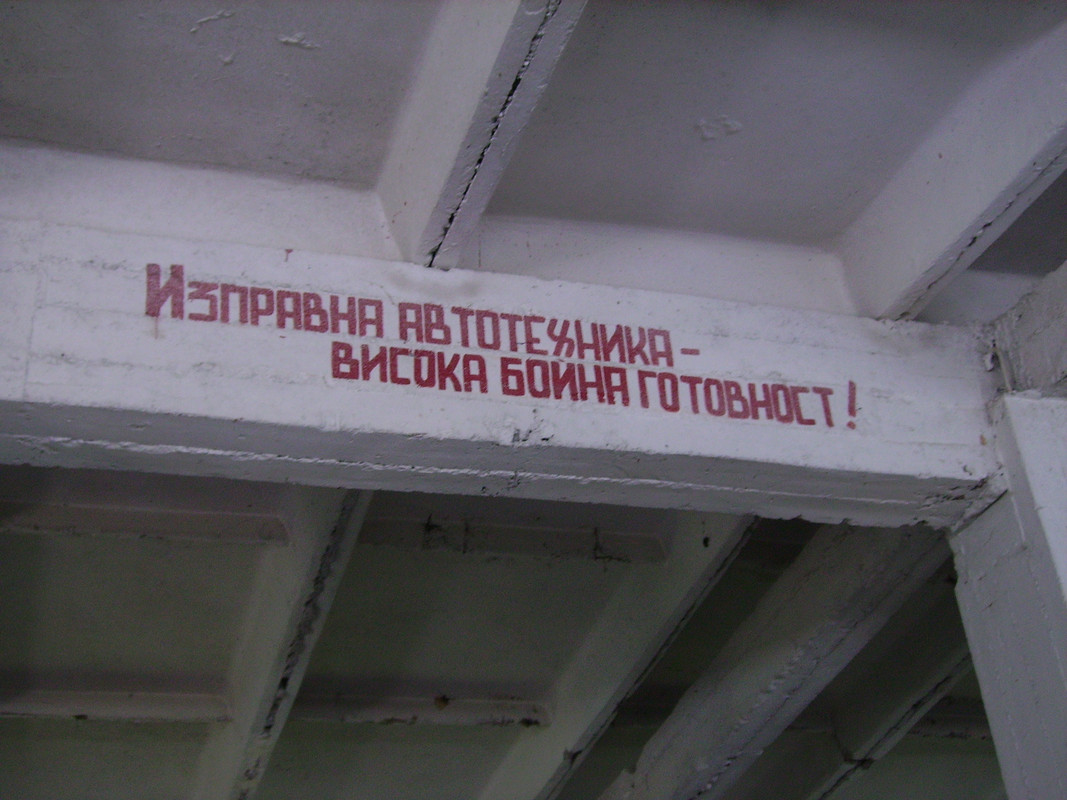 Изправна автотехника –
висока бойна готовност!